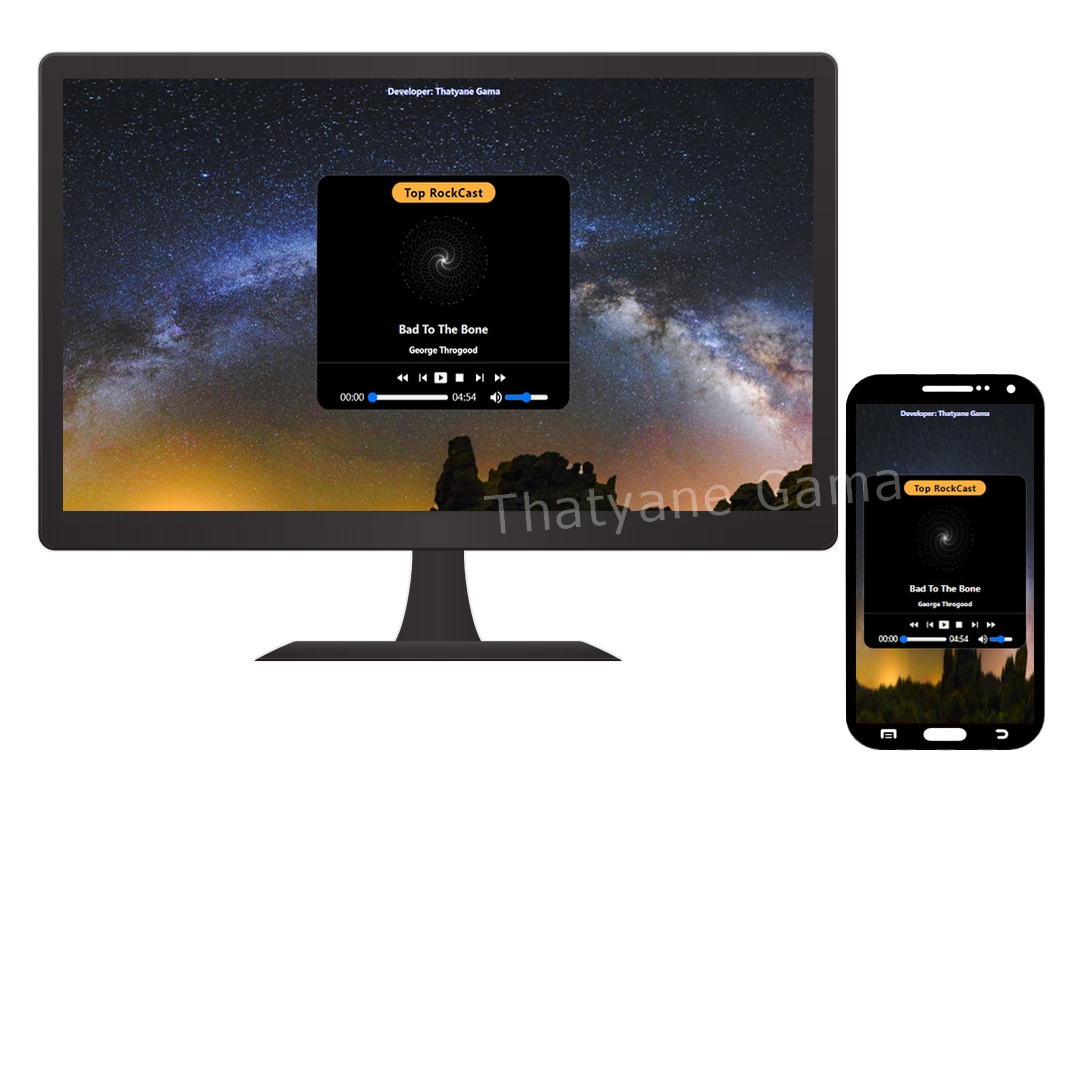 Developer: Thatyane Gama
Top RockCast
Bad To The Bone
George Throgood
00:00 04:54
Developer: Thatyane Gama
Top RockCast
Bad To The Bone
George Throgood
00:00 04:54
Thatyane Gama